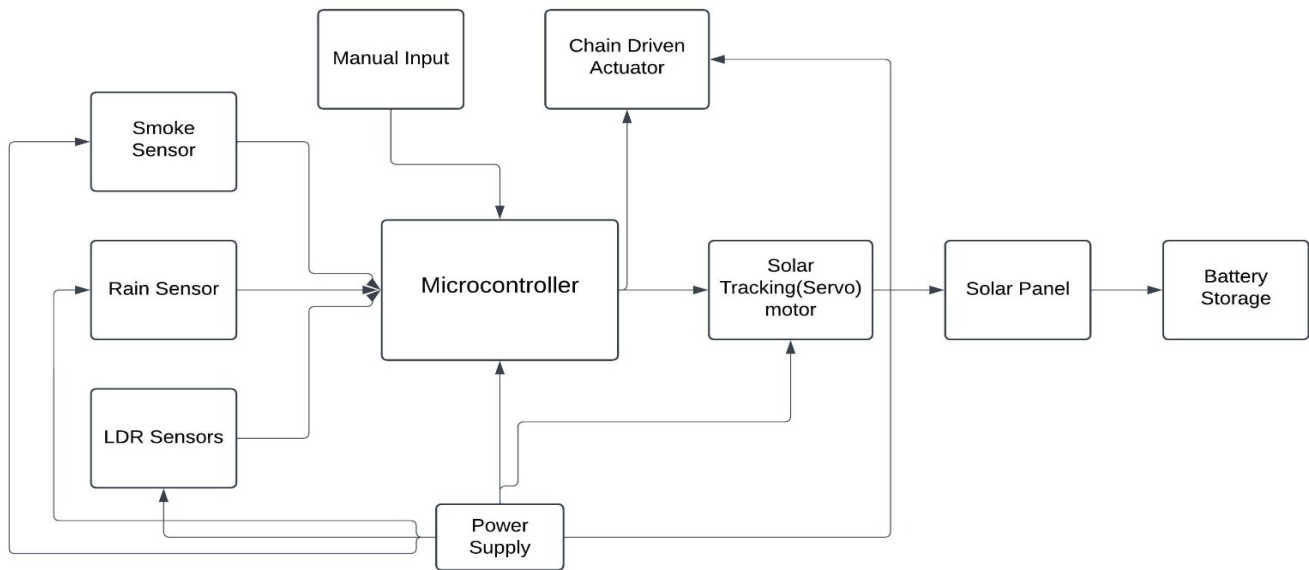 Manual Input
Chain Driven
Actuator
Smoke
Sensor
Rain Sensor
LDR Sensors
Microcontroller
Solar
Tracking(Servo)
motor
Solar Panel
Battery
Storage
Power
Supply